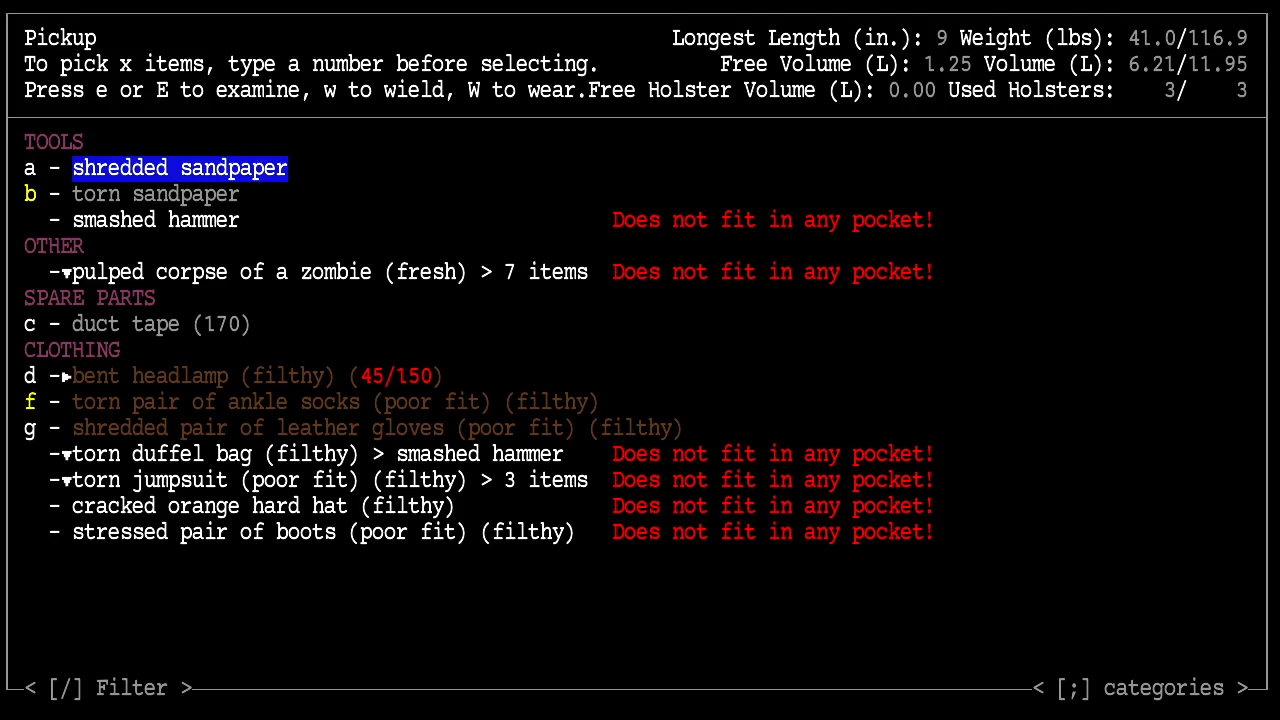 Pickup Longest Length (in.): 9 Weight (lbs): 41.0/116.9
To pick x items, type a number before selecting. Free Volume (L): 1.25 Volume (L): 6.21/11.95
Press e or E to examine, w to wield, W to wear.Free Holster Volume (L): 0.00 Used Holsters: 3/ 3
TOOLS
a - shredded sandpaper
b - torn sandpaper
- smashed hammer Does not fit in any pocket!
OTHER
-▼pulped corpse of a zombie (fresh) > 7 items Does not fit in any pocket!
SPARE PARTS
c - duct tape (170)
CLOTHING
d -►bent headlamp (filthy) (45/150)
f - torn pair of ankle socks (poor fit) (filthy)
g - shredded pair of leather gloves (poor fit) (filthy)
-▼torn duffel bag (filthy) > smashed hammer Does not fit in any pocket!
-▼torn jumpsuit (poor fit) (filthy) > 3 items Does not fit in any pocket!
- cracked orange hard hat (filthy) Does not fit in any pocket!
- stressed pair of boots (poor fit) (filthy) Does not fit in any pocket!
< [/] Filter > < [;] categories >